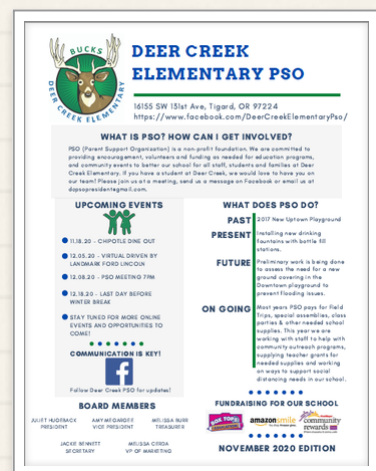 BUCKS
DEER CREEK ELEMENTARY
DEER CREEK
ELEMENTARY PSO
16155 SW 131st Ave, Tigard, OR 97224
https://www.facebook.com/DeerCreekElementaryPso/
WHAT IS PSO? HOW CAN I GET INVOLVED?
PSO (Parent Support Organization) is a non-profit foundation. We are committed to
providing encouragement, volunteers and funding as needed for education programs,
and community events to better our school for all staff, students and families at Deer
Creek Elementary. If you have a student at Deer Creek, we would love to have you on
our team! Please join us at a meeting, send us a message on Facebook or email us at
dcpsopresident@gmail.com.
UPCOMING EVENTS
11.18.20 - CHIPOTLE DINE OUT
12.05.20 - VIRTUAL DRIVEN BY
LANDMARK FORD LINCOLN
12.08.20 - PSO MEETING 7PM
12.18.20 - LAST DAY BEFORE
WINTER BREAK
STAY TUNED FOR MORE ONLINE
EVENTS AND OPPORTUNITIES TO
COME!
COMMUNICATION IS KEY!
Follow Deer Creek PSO for updates!
WHAT DOES PSO DO?
PAST
2017 New Uptown Playground
PRESENT
Installing new drinking
fountains with bottle fill
stations.
FUTURE
Preliminary work is being done
to assess the need for a new
ground covering in the
Downtown playground to
prevent flooding issues.
ON GOING
Most years PSO pays for Field
Trips, special assemblies, class
parties & other needed school
supplies. This year we are
working with staff to help with
community outreach programs,
supplying teacher grants for
needed supplies and working
on ways to support social
distancing needs in our school.
BOARD MEMBERS
PRESIDENT
VICE PRESIDENT
MELISSA BURR
TREASURER
JACKIE BENNETT
SECRETARY
MELISSA
VP OF MARKETING
FUNDRAISING FOR OUR SCHOOL
BOX TOPS
amazonsmile
community
rewards
NOVEMBER 2020 EDITION